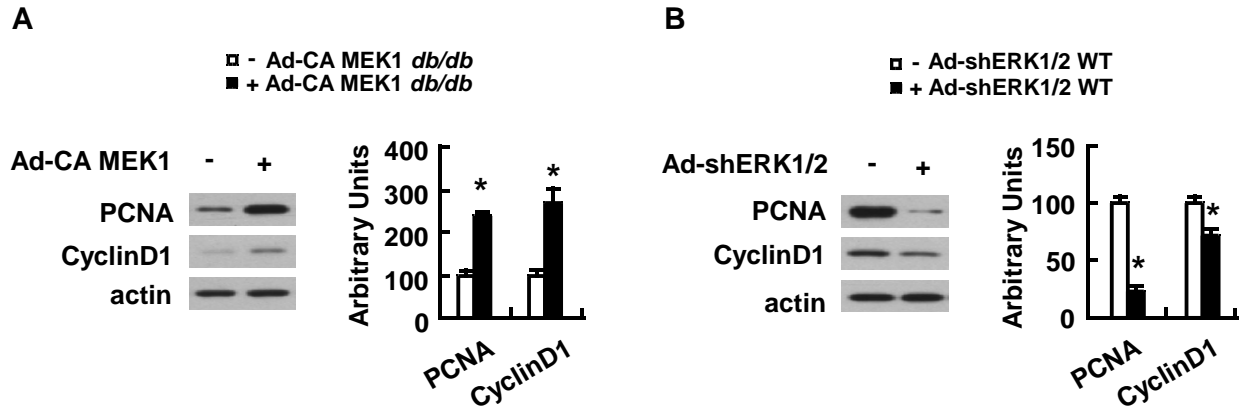 A
- Ad-CA MEK1 db/db
+ Ad-CA MEK1 db/db
Ad-CA MEK1 - +
PCNA
CyclinD1
actin
Arbitrary Units
400
300
200
100
0
* *
PCNA
CyclinD1
B
- Ad-shERK1/2 WT
+ Ad-shERK1/2 WT
Ad-shERK1/2 - +
PCNA
CyclinD1
actin
Arbitrary Units
150
100
50
0
* *
PCNA
CyclinD1